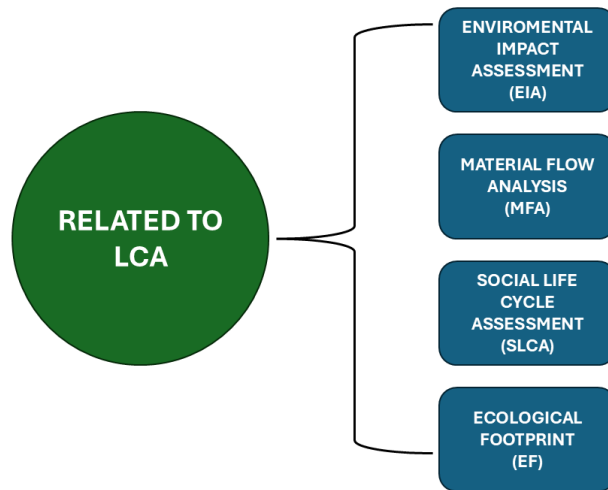 RELATED TO
LCA
ENVIROMENTAL
IMPACT
ASSESSMENT
(EIA)
MATERIAL FLOW
ANALYSIS
(MFA)
SOCIAL LIFE
CYCLE
ASSESSMENT
(SLCA)
ECOLOGICAL
FOOTPRINT
(EF)